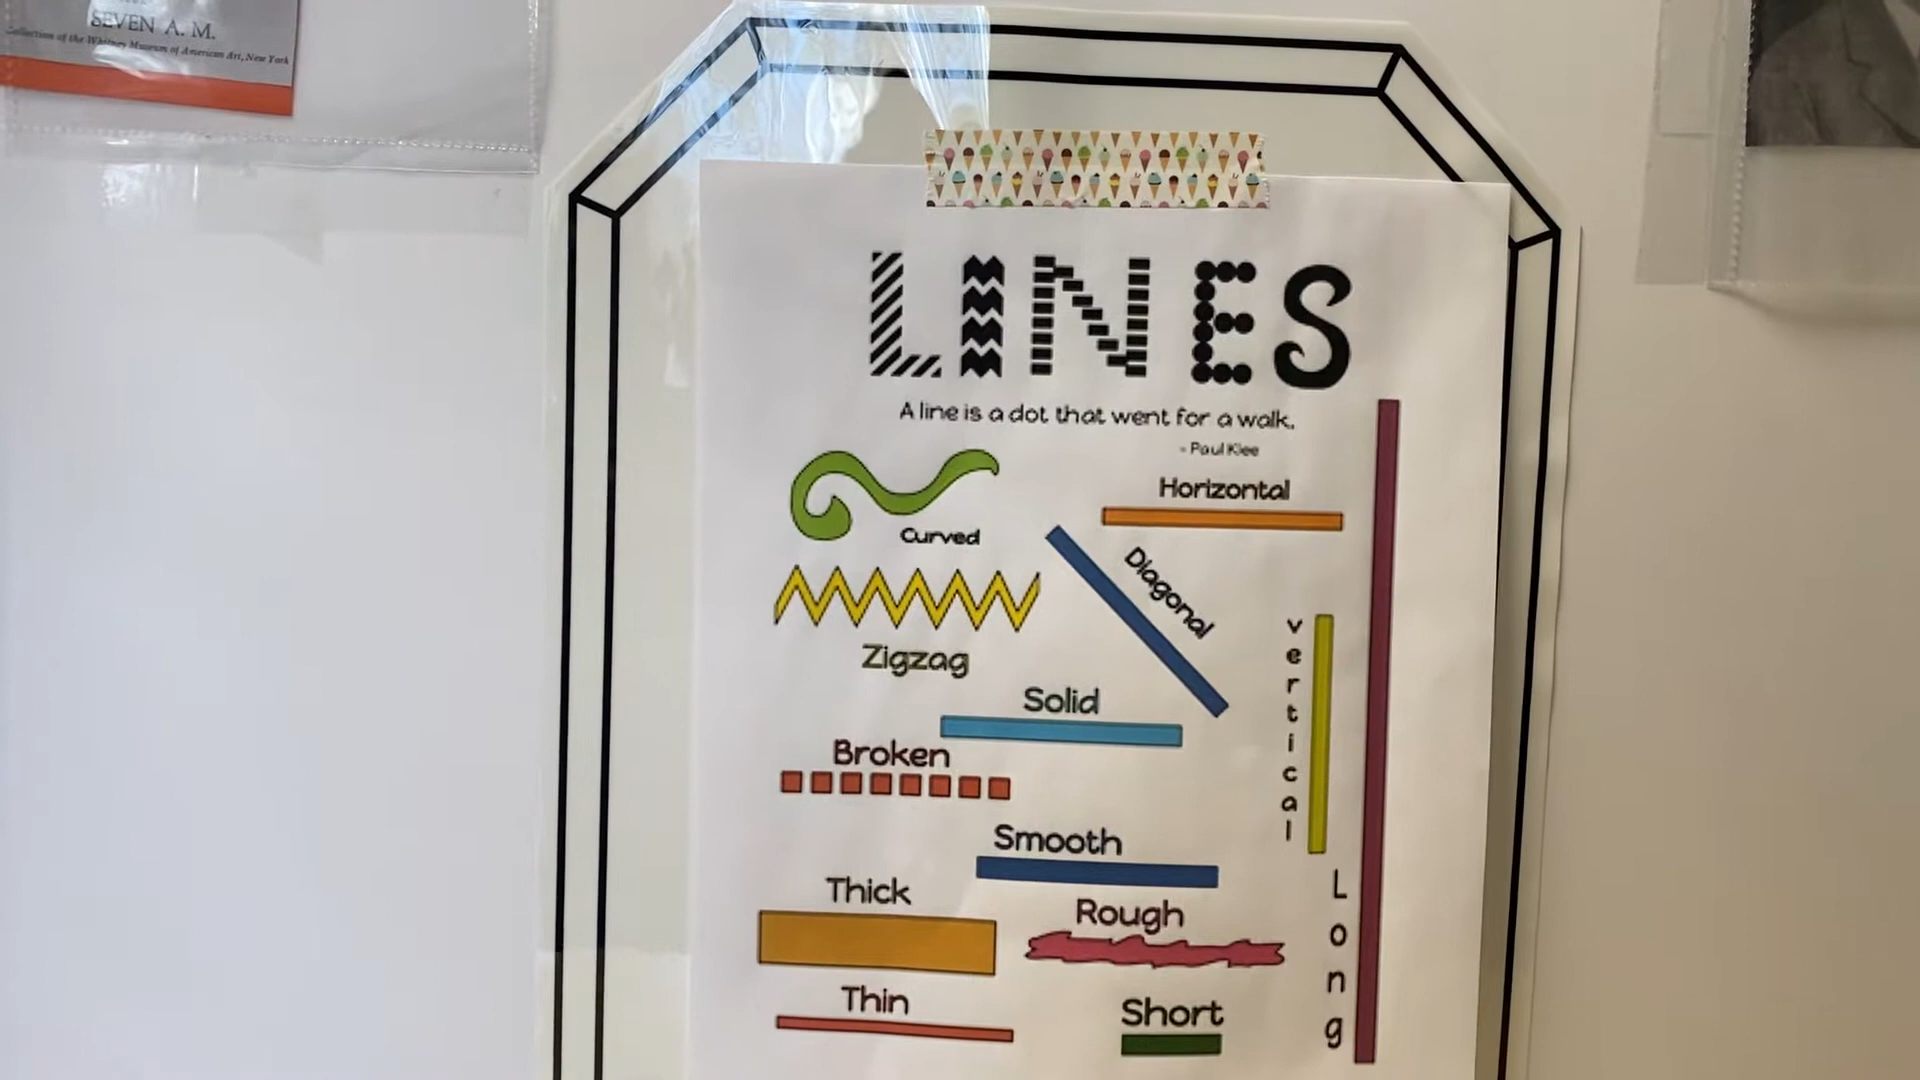 SEVEN A. M.
Collection of the Whitney Museum of American Art, New York
LINES
A line is a dot that went for a walk.
- Paul Klee
Horizontal
Curved
Diagonal
Zigzag
vertical
Solid
Broken
Smooth
Thick
Rough
Long
Thin
Short